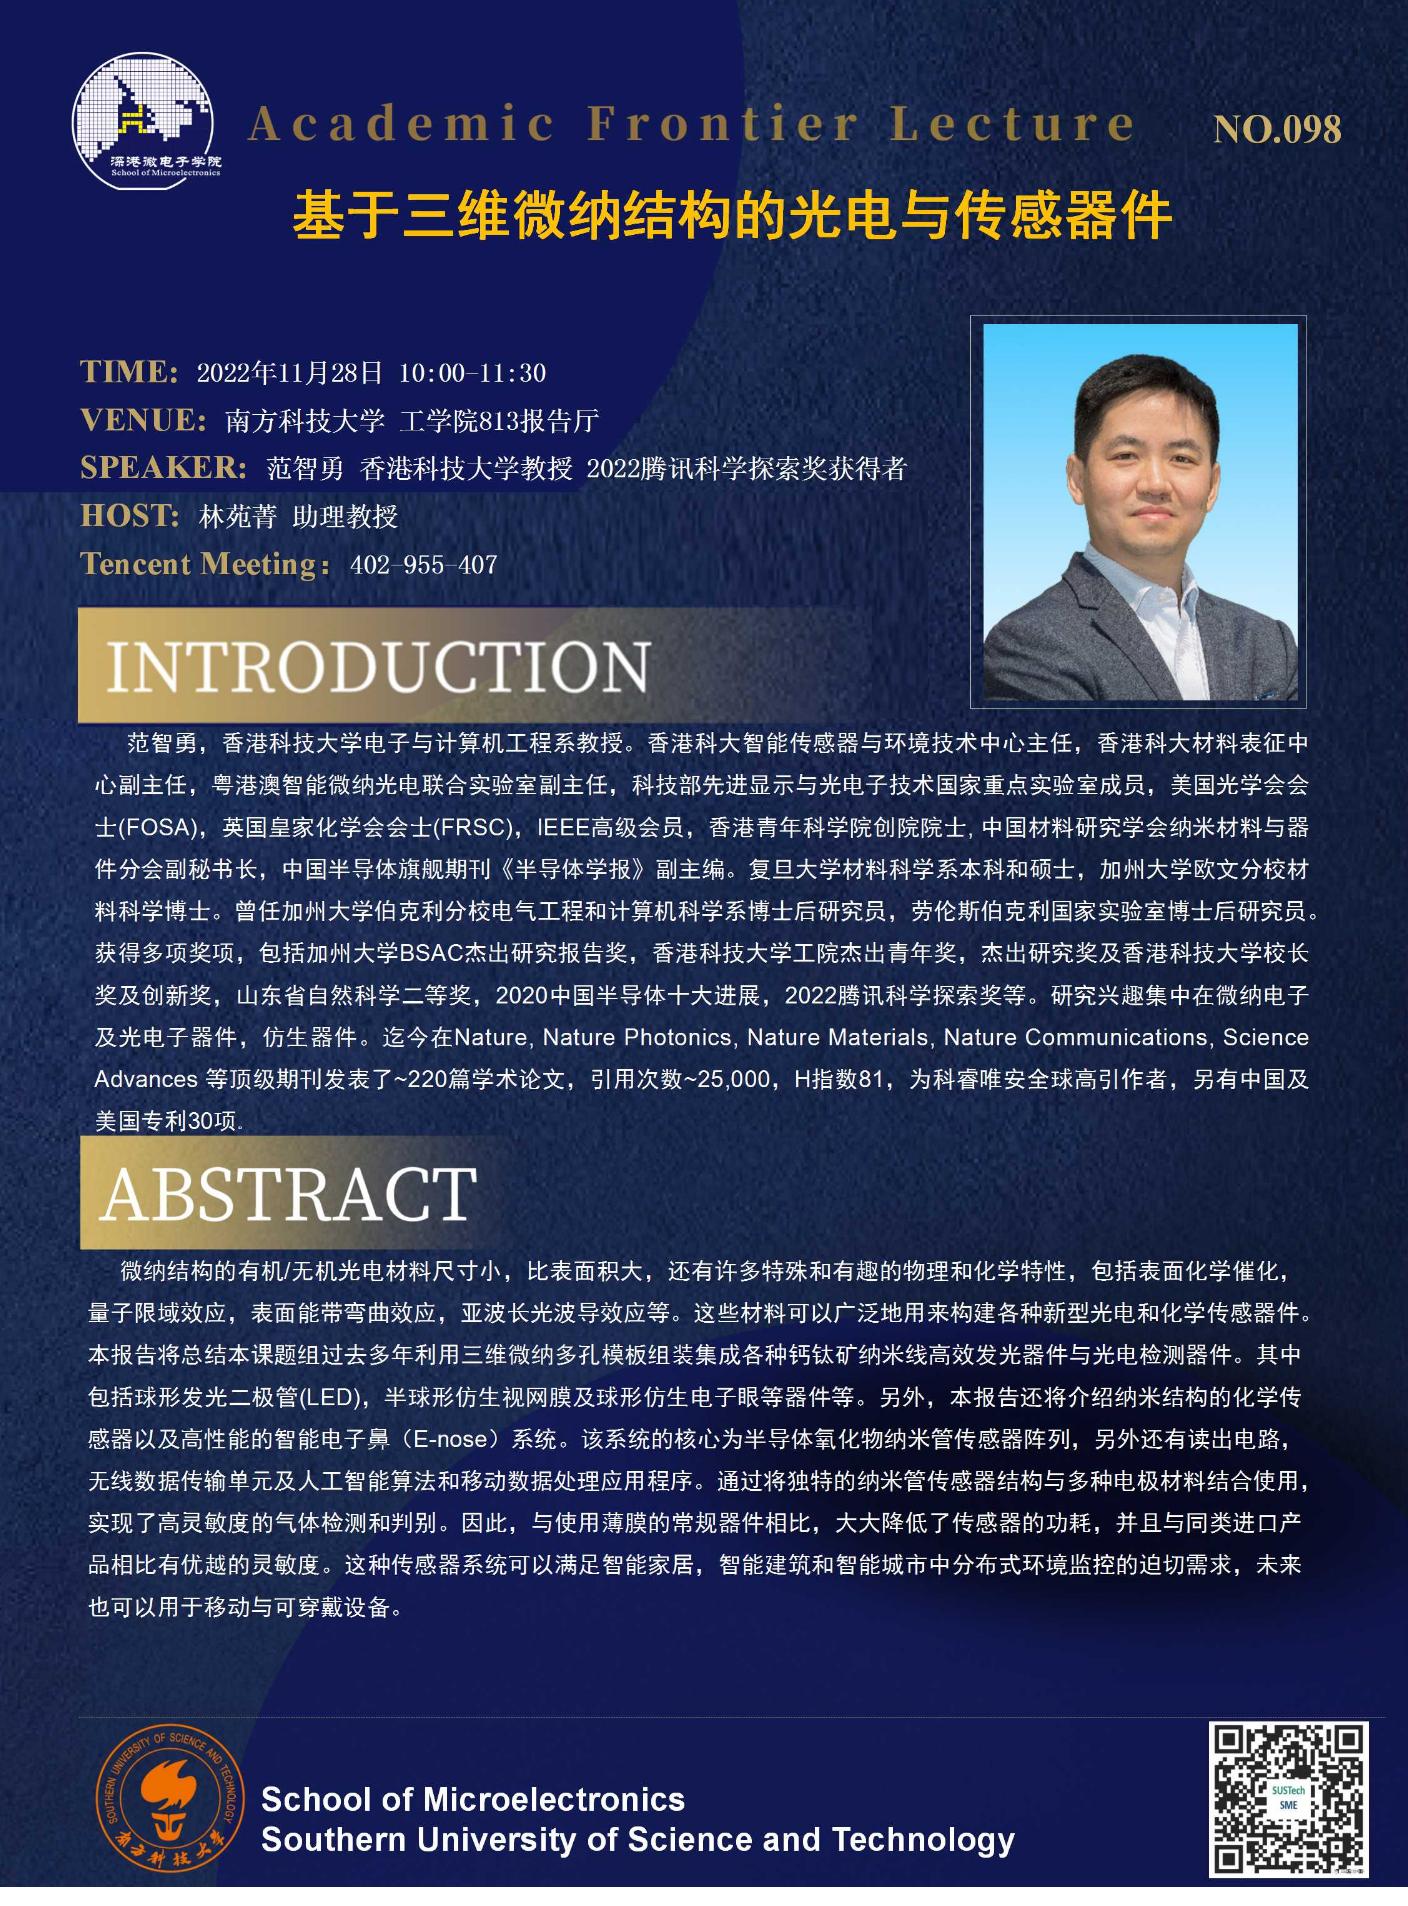 深港微电子学院
School of Microelectronics
Academic Frontier Lecture NO.098
基于三维微纳结构的光电与传感器件
TIME: 2022年11月28日 10:00-11:30
VENUE: 南方科技大学 工学院813报告厅
SPEAKER: 范智勇 香港科技大学教授 2022腾讯科学探索奖获得者
HOST: 林苑菁 助理教授
Tencent Meeting：402-955-407
INTRODUCTION
范智勇，香港科技大学电子与计算机工程系教授。香港科大智能传感器与环境技术中心主任，香港科大材料表征中
心副主任，粤港澳智能微纳光电联合实验室副主任，科技部先进显示与光电子技术国家重点实验室成员，美国光学会会
士(FOSA)，英国皇家化学会会士(FRSC)，IEEE高级会员，香港青年科学院创院院士, 中国材料研究学会纳米材料与器
件分会副秘书长，中国半导体旗舰期刊《半导体学报》副主编。复旦大学材料科学系本科和硕士，加州大学欧文分校材
料科学博士。曾任加州大学伯克利分校电气工程和计算机科学系博士后研究员，劳伦斯伯克利国家实验室博士后研究员。
获得多项奖项，包括加州大学BSAC杰出研究报告奖，香港科技大学工院杰出青年奖，杰出研究奖及香港科技大学校长
奖及创新奖，山东省自然科学二等奖，2020中国半导体十大进展，2022腾讯科学探索奖等。研究兴趣集中在微纳电子
及光电子器件，仿生器件。迄今在Nature, Nature Photonics, Nature Materials, Nature Communications, Science
Advances 等顶级期刊发表了~220篇学术论文，引用次数~25,000，H指数81，为科睿唯安全球高引作者，另有中国及
美国专利30项.
ABSTRACT
微纳结构的有机/无机光电材料尺寸小，比表面积大，还有许多特殊和有趣的物理和化学特性，包括表面化学催化，
量子限域效应，表面能带弯曲效应，亚波长光波导效应等。这些材料可以广泛地用来构建各种新型光电和化学传感器件。
本报告将总结本课题组过去多年利用三维微纳多孔模板组装集成各种钙钛矿纳米线高效发光器件与光电检测器件。其中
包括球形发光二极管(LED)，半球形仿生视网膜及球形仿生电子眼等器件等。另外，本报告还将介绍纳米结构的化学传
感器以及高性能的智能电子鼻（E-nose）系统。该系统的核心为半导体氧化物纳米管传感器阵列，另外还有读出电路，
无线数据传输单元及人工智能算法和移动数据处理应用程序。通过将独特的纳米管传感器结构与多种电极材料结合使用，
实现了高灵敏度的气体检测和判别。因此，与使用薄膜的常规器件相比，大大降低了传感器的功耗，并且与同类进口产
品相比有优越的灵敏度。这种传感器系统可以满足智能家居，智能建筑和智能城市中分布式环境监控的迫切需求，未来
也可以用于移动与可穿戴设备。
SOUTHERN UNIVERSITY OF SCIENCE AND TECHNOLOGY
南方科技大学
School of Microelectronics
Southern University of Science and Technology
SUSTech
SME